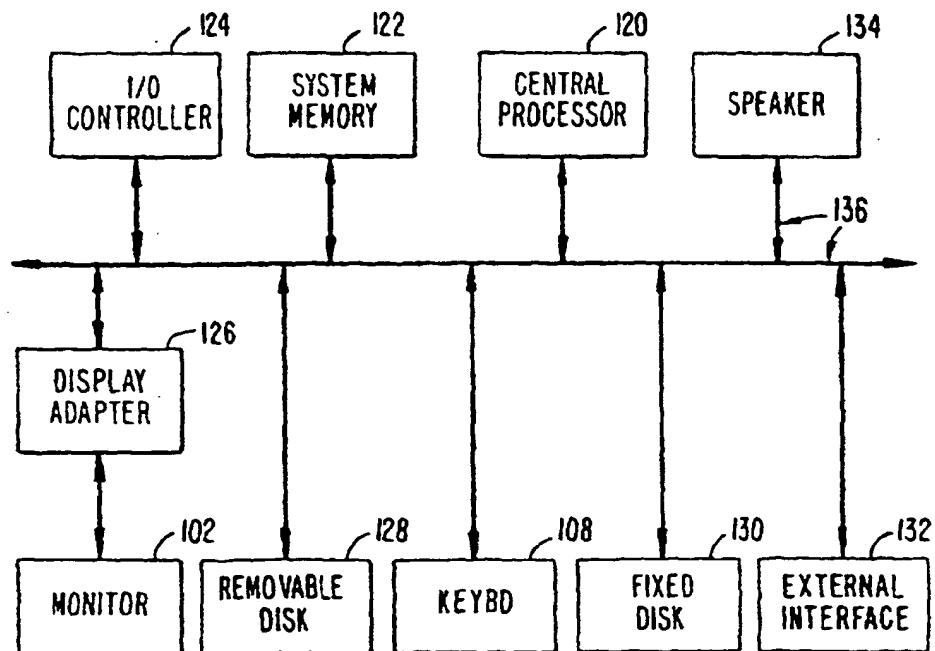 124
122
120
134
I/O
CONTROLLER
SYSTEM
MEMORY
CENTRAL
PROCESSOR
SPEAKER
136
126
DISPLAY
ADAPTER
102
128
108
130
132
MONITOR
REMOVABLE
DISK
KEYBD
FIXED
DISK
EXTERNAL
INTERFACE